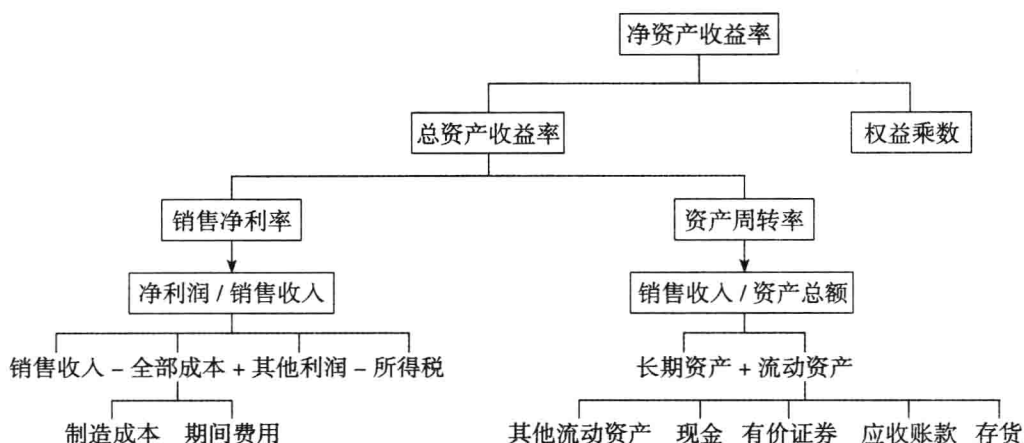 净资产收益率
总资产收益率 权益乘数
销售净利率 资产周转率
净利润 / 销售收入 销售收入 / 资产总额
销售收入 – 全部成本 + 其他利润 – 所得税 长期资产 + 流动资产
制造成本 期间费用 其他流动资产 现金 有价证券 应收账款 存货